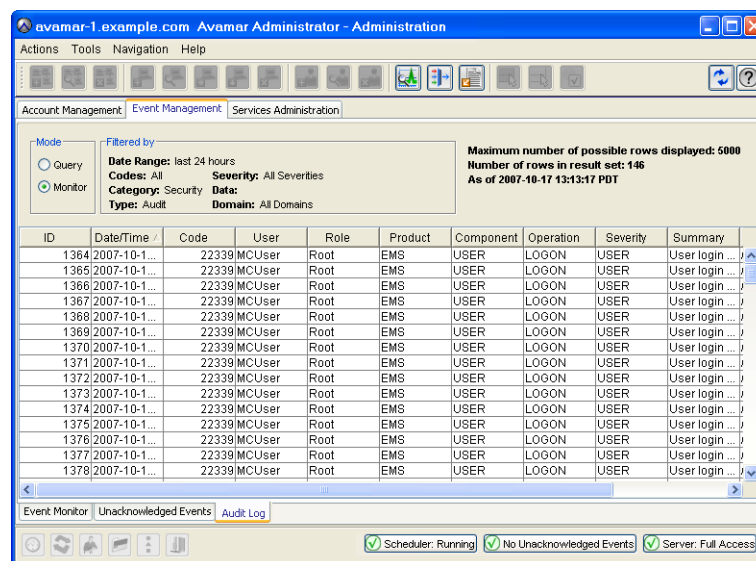 avamar-1.example.com Avamar Administrator - Administration
Actions Tools Navigation Help
Account Management Event Management Services Administration
Mode
Query
Monitor
Filtered by
Date Range: last 24 hours
Codes: All Severity: All Severities
Category: Security Data:
Type: Audit Domain: All Domains
Maximum number of possible rows displayed: 5000
Number of rows in result set: 146
As of 2007-10-17 13:13:17 PDT
ID Date/Time Code User Role Product Component Operation Severity Summary
1364 2007-10-1... 22339 MCUser Root EMS USER LOGON USER User login ...
1365 2007-10-1... 22339 MCUser Root EMS USER LOGON USER User login ...
1366 2007-10-1... 22339 MCUser Root EMS USER LOGON USER User login ...
1367 2007-10-1... 22339 MCUser Root EMS USER LOGON USER User login ...
1368 2007-10-1... 22339 MCUser Root EMS USER LOGON USER User login ...
1369 2007-10-1... 22339 MCUser Root EMS USER LOGON USER User login ...
1370 2007-10-1... 22339 MCUser Root EMS USER LOGON USER User login ...
1371 2007-10-1... 22339 MCUser Root EMS USER LOGON USER User login ...
1372 2007-10-1... 22339 MCUser Root EMS USER LOGON USER User login ...
1373 2007-10-1... 22339 MCUser Root EMS USER LOGON USER User login ...
1374 2007-10-1... 22339 MCUser Root EMS USER LOGON USER User login ...
1375 2007-10-1... 22339 MCUser Root EMS USER LOGON USER User login ...
1376 2007-10-1... 22339 MCUser Root EMS USER LOGON USER User login ...
1377 2007-10-1... 22339 MCUser Root EMS USER LOGON USER User login ...
1378 2007-10-1... 22339 MCUser Root EMS USER LOGON USER User login ...
Event Monitor Unacknowledged Events Audit Log
Scheduler: Running No Unacknowledged Events Server: Full Access